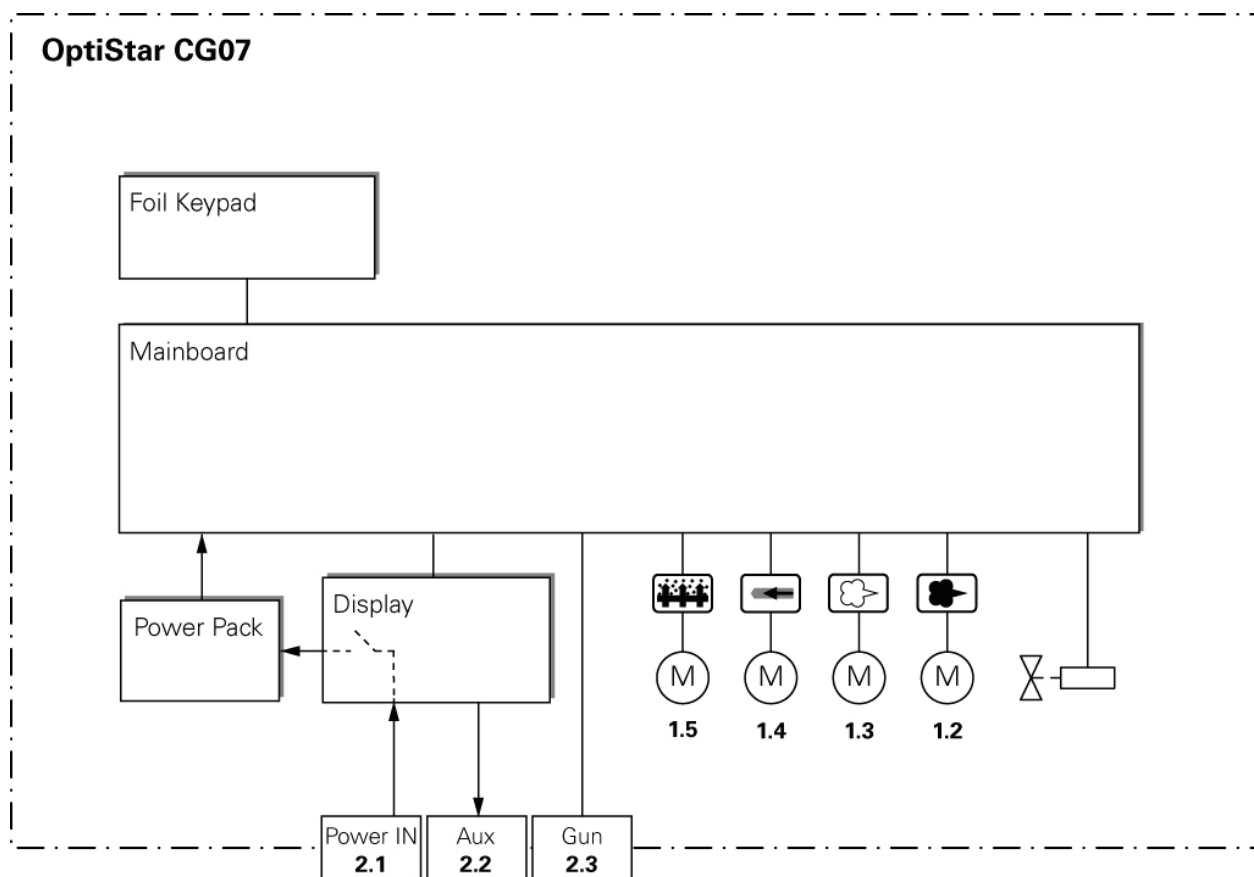 OptiStar CG07
Foil Keypad
Mainboard
Display
Power Pack
M M M M
1.5 1.4 1.3 1.2
Power IN Aux Gun
2.1 2.2 2.3